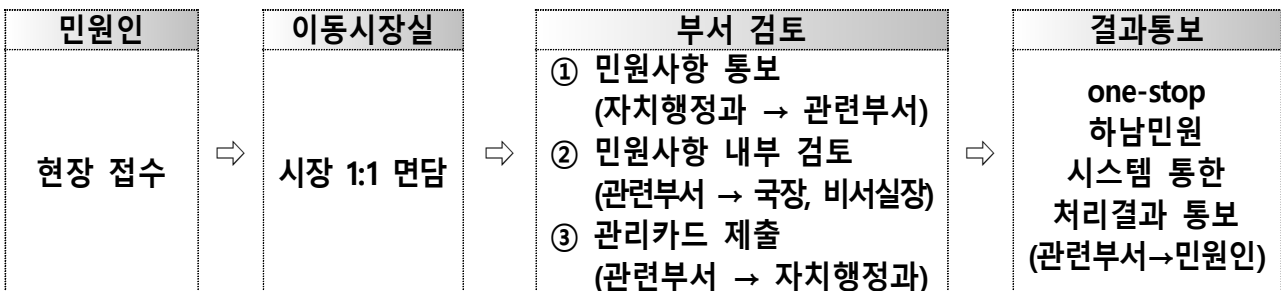 민원인
현장 접수
⇨
이동시장실
시장 1:1 면담
⇨
부서 검토
① 민원사항 통보
(자치행정과 → 관련부서)
② 민원사항 내부 검토
(관련부서 → 국장, 비서실장)
③ 관리카드 제출
(관련부서 → 자치행정과)
⇨
결과통보
one-stop
하남민원
시스템 통한
처리결과 통보
(관련부서→민원인)